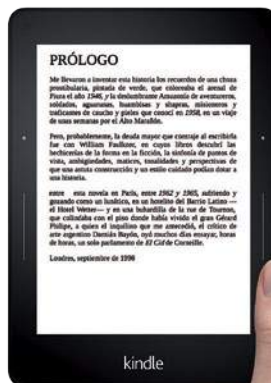 PRÓLOGO
Me llevaron a inventar esta historia los recuerdos de una choza
prostibularia, pintada de verde, que coloreaba el arenal de
Piura el año 1946, y la deslumbrante Amazonía de aventureros,
soldados, aguarunas, huambisas y shapras, misioneros y
traficantes de caucho y pieles que conocí en 1958, en un viaje
de unas semanas por el Alto Marañón.
Pero, probablemente, la deuda mayor que contraje al escribirla
fue con William Faulkner, en cuyos libros descubrí las
hechicerías de la forma en la ficción, la sinfonía de puntos de
vista, ambigüedades, matices, tonalidades y perspectivas de
que una astuta construcción y un estilo cuidado podían dotar a
una historia.
entre esta novela en París, entre 1962 y 1965, sufriendo y
gozando como un lunático, en un hotelito del Barrio Latino —
el Hotel Wetter— y en una buhardilla de la rue de Tournon,
que colindaba con el piso donde había vivido el gran Gérard
Philipe, a quien el inquilino que me antecedió, el crítico de
arte argentino Damián Bayón, oyó muchos días ensayar, horas
de horas, un solo parlamento de El Cid de Corneille.
Londres, septiembre de 1998
kindle